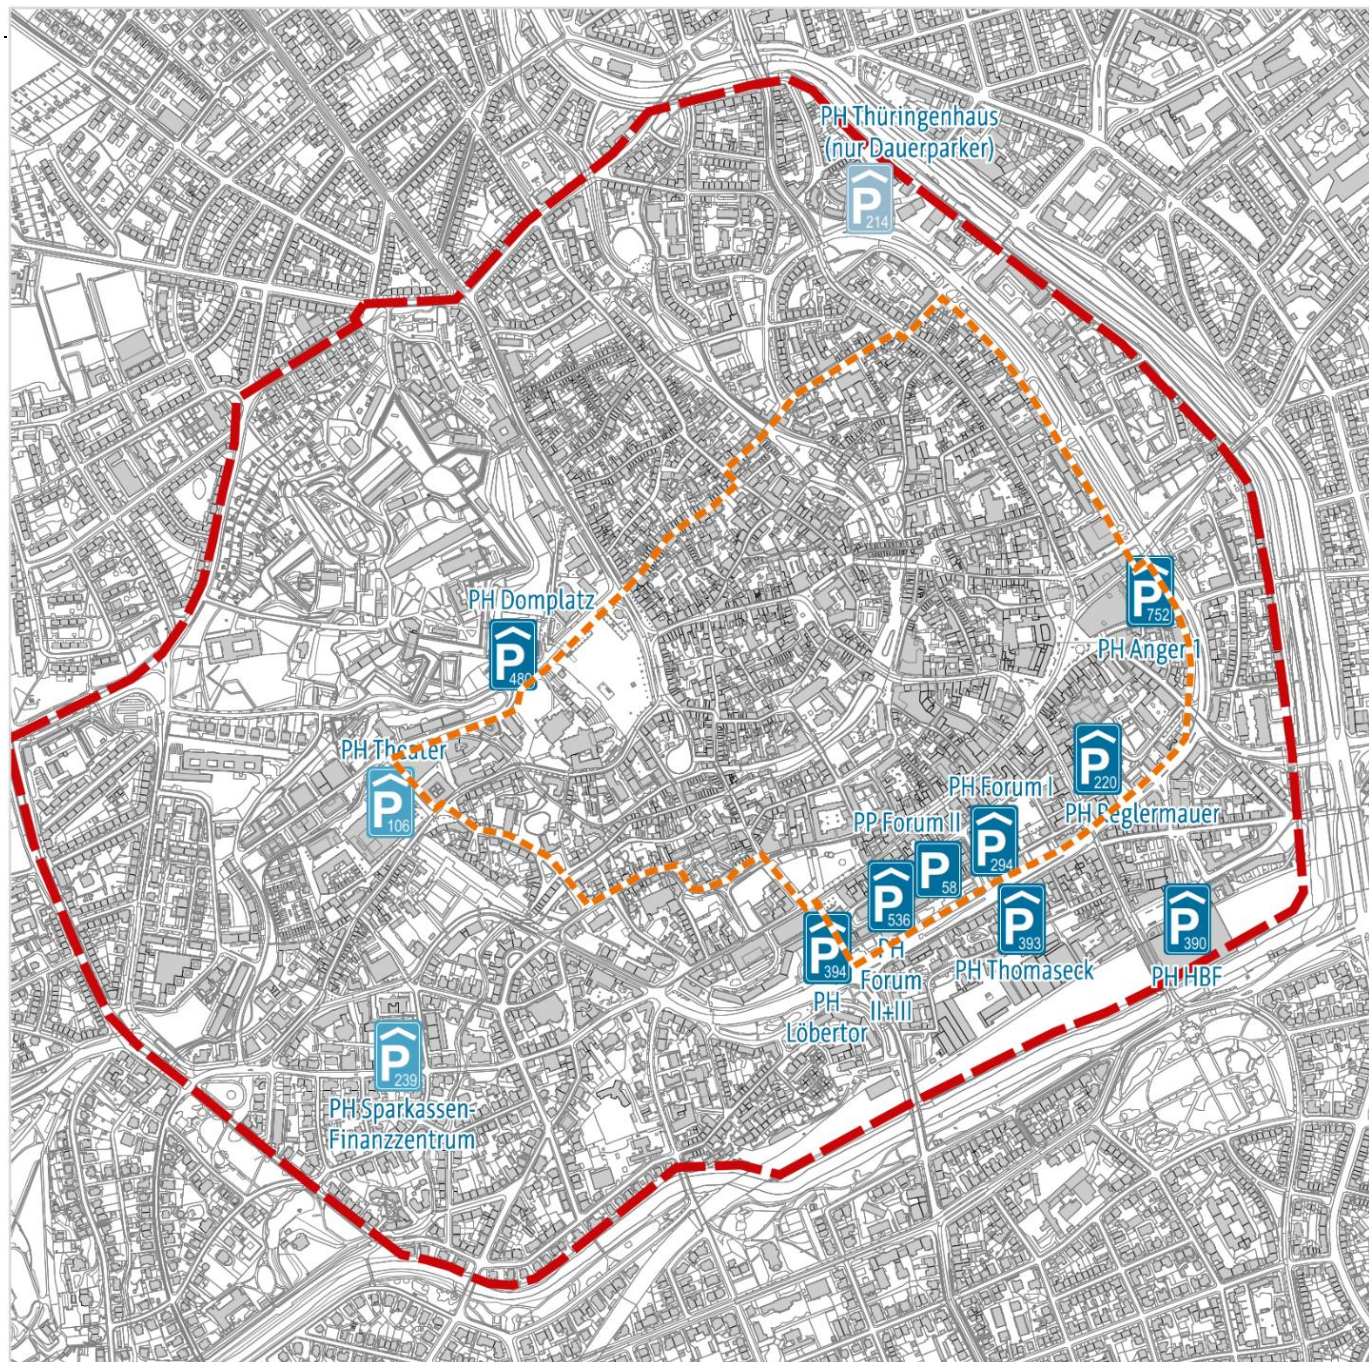 PH Thüringenhaus
(nur Dauerparker)
P
214
PH Domplatz
P
480
P
752
PH Anger 1
PH Theater
P
106
P
220
PH Reglermauer
PH Forum I
P
294
PP Forum II
P
58
P
536
PH
Forum
II+III
P
394
PH
Löbertor
P
393
PH Thomaseck
P
390
PH HBF
P
239
PH Sparkassen-
Finanzzentrum